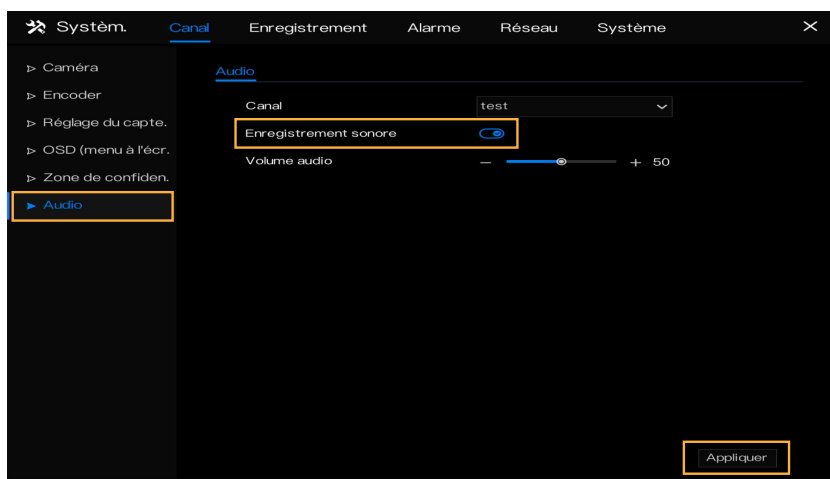 Systèm. Canal Enregistrement Alarme Réseau Système
Caméra
Encoder
Réglage du capte.
OSD (menu à l'écr.
Zone de confiden.
Audio
Audio
Canal test
Enregistrement sonore
Volume audio 50
Appliquer